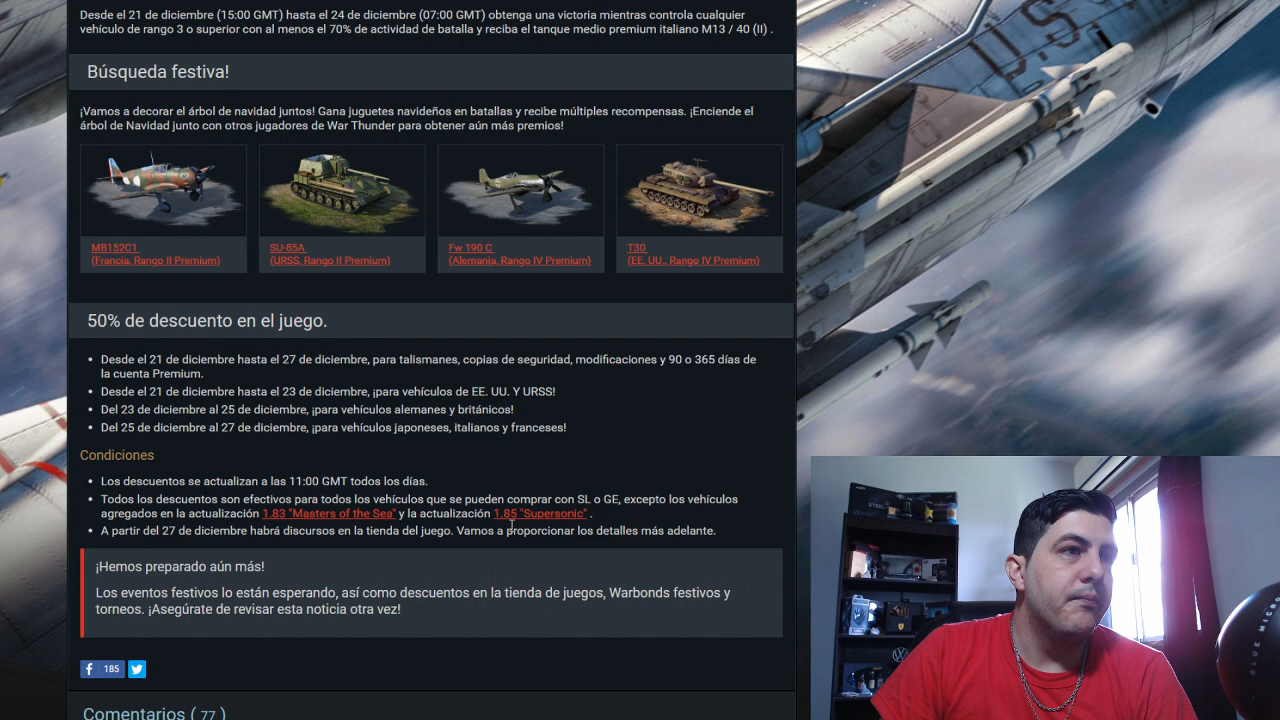 Desde el 21 de diciembre (15:00 GMT) hasta el 24 de diciembre (07:00 GMT) obtenga una victoria mientras controla cualquier
vehículo de rango 3 o superior con al menos el 70% de actividad de batalla y reciba el tanque medio premium italiano M13 / 40 (II) .
Búsqueda festiva!
¡Vamos a decorar el árbol de navidad juntos! Gana juguetes navideños en batallas y recibe múltiples recompensas. ¡Enciende el
árbol de Navidad junto con otros jugadores de War Thunder para obtener aún más premios!
MB152C1
(Francia, Rango II Premium)
SU-85A
(URSS, Rango II Premium)
Fw 190 C
(Alemania, Rango IV Premium)
T30
(EE. UU., Rango IV Premium)
50% de descuento en el juego.
• Desde el 21 de diciembre hasta el 27 de diciembre, para talismanes, copias de seguridad, modificaciones y 90 o 365 días de
la cuenta Premium.
• Desde el 21 de diciembre hasta el 23 de diciembre, ¡para vehículos de EE. UU. Y URSS!
• Del 23 de diciembre al 25 de diciembre, ¡para vehículos alemanes y británicos!
• Del 25 de diciembre al 27 de diciembre, ¡para vehículos japoneses, italianos y franceses!
Condiciones
• Los descuentos se actualizan a las 11:00 GMT todos los días.
• Todos los descuentos son efectivos para todos los vehículos que se pueden comprar con SL o GE, excepto los vehículos
agregados en la actualización 1.83 "Masters of the Sea" y la actualización 1.85 "Supersonic" .
• A partir del 27 de diciembre habrá discursos en la tienda del juego. Vamos a proporcionar los detalles más adelante.
¡Hemos preparado aún más!
Los eventos festivos lo están esperando, así como descuentos en la tienda de juegos, Warbonds festivos y
torneos. ¡Asegúrate de revisar esta noticia otra vez!
185
Comentarios ( 77 )
U.S.
BLUE MICR